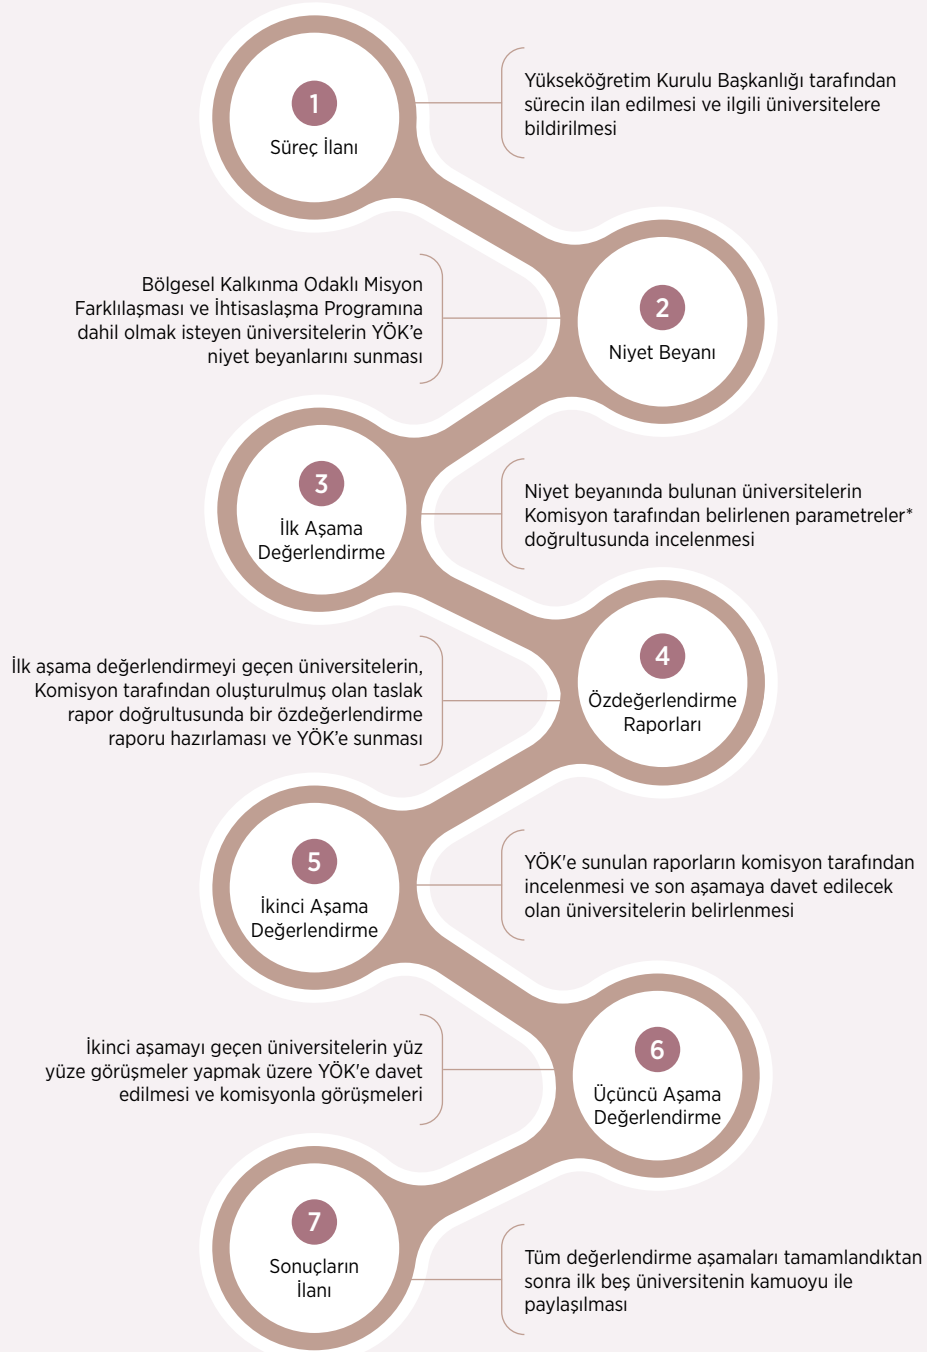 1
Süreç İlanı
Yükseköğretim Kurulu Başkanlığı tarafından
sürecin ilan edilmesi ve ilgili üniversitelere
bildirilmesi
2
Niyet Beyanı
Bölgesel Kalkınma Odaklı Misyon
Farklılaşması ve İhtisaslaşma Programına
dahil olmak isteyen üniversitelerin YÖK’e
niyet beyanlarını sunması
3
İlk Aşama
Değerlendirme
Niyet beyanında bulunan üniversitelerin
Komisyon tarafından belirlenen parametreler*
doğrultusunda incelenmesi
4
Özdeğerlendirme
Raporları
İlk aşama değerlendirmeyi geçen üniversitelerin,
Komisyon tarafından oluşturulmuş olan taslak
rapor doğrultusunda bir özdeğerlendirme
raporu hazırlaması ve YÖK’e sunması
5
İkinci Aşama
Değerlendirme
YÖK'e sunulan raporların komisyon tarafından
incelenmesi ve son aşamaya davet edilecek
olan üniversitelerin belirlenmesi
6
Üçüncü Aşama
Değerlendirme
İkinci aşamayı geçen üniversitelerin yüz
yüze görüşmeler yapmak üzere YÖK'e davet
edilmesi ve komisyonla görüşmeleri
7
Sonuçların
İlanı
Tüm değerlendirme aşamaları tamamlandıktan
sonra ilk beş üniversitenin kamuoyu ile
paylaşılması